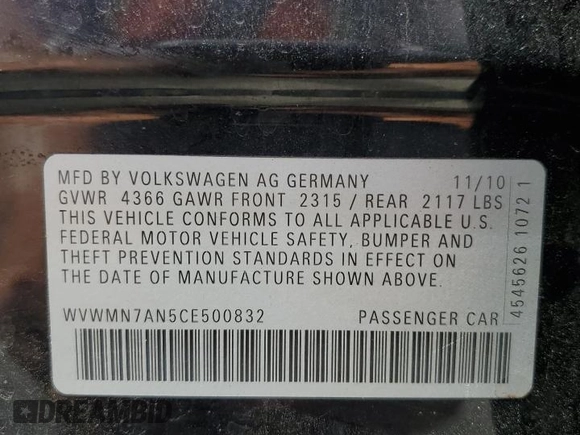 MFD BY VOLKSWAGEN AG GERMANY 11/10
GVWR 4366 GAWR FRONT 2315 / REAR 2117 LBS
THIS VEHICLE CONFORMS TO ALL APPLICABLE U.S.
FEDERAL MOTOR VEHICLE SAFETY, BUMPER AND
THEFT PREVENTION STANDARDS IN EFFECT ON
THE DATE OF MANUFACTURE SHOWN ABOVE.
WVWMN7AN5CE500832 PASSENGER CAR
4545626 1072 1
DREAMBID